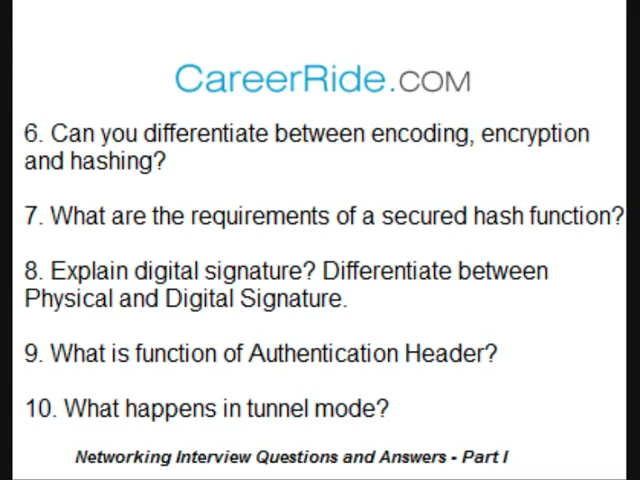 CareerRide.COM
6. Can you differentiate between encoding, encryption
and hashing?
7. What are the requirements of a secured hash function?
8. Explain digital signature? Differentiate between
Physical and Digital Signature.
9. What is function of Authentication Header?
10. What happens in tunnel mode?
Networking Interview Questions and Answers - Part I